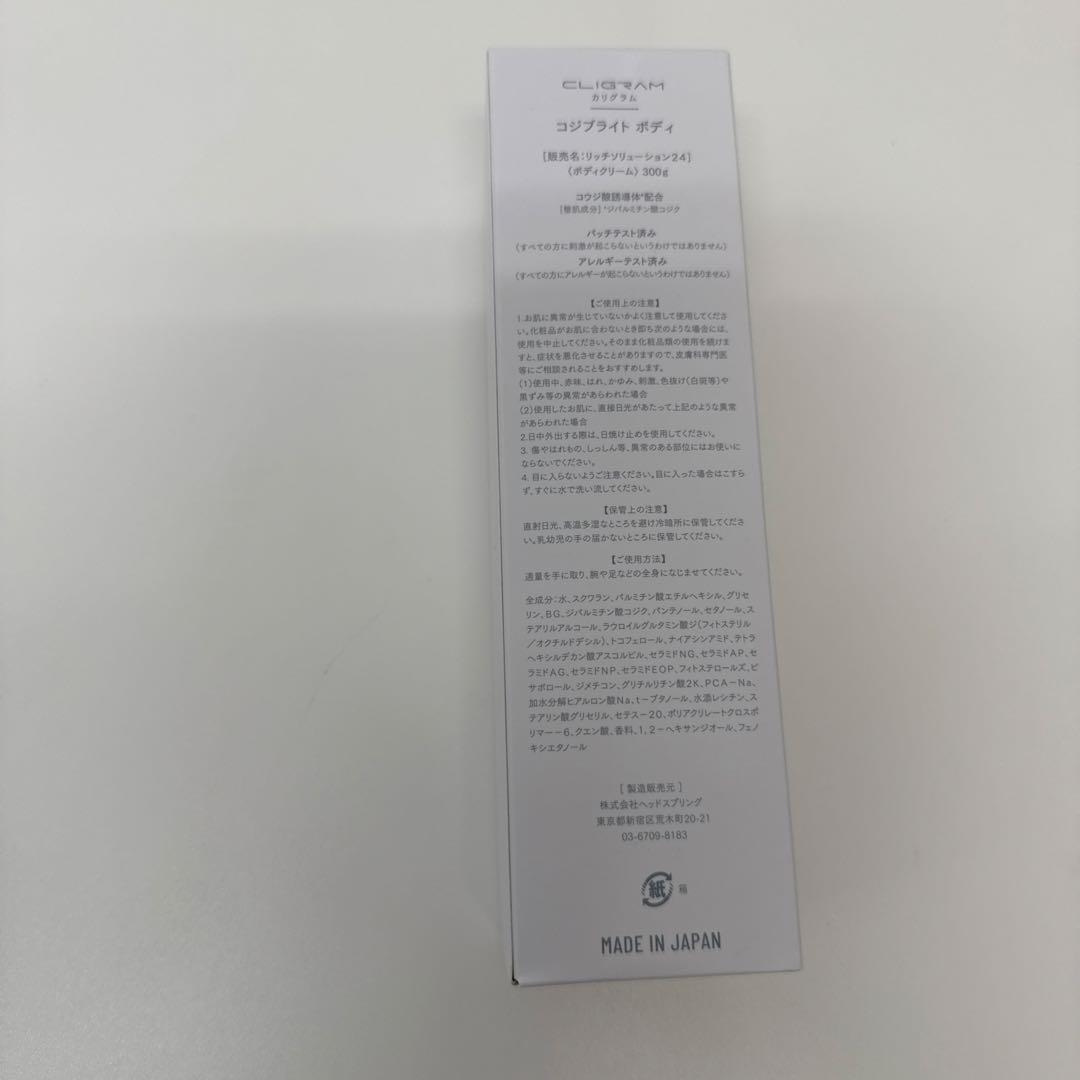 CLIGRAM
カリグラム
コジブライト ボディ
[販売名:リッチソリューション24]
〈ボディクリーム〉 300g
コウジ酸誘導体*配合
[整肌成分] *ジパルミチン酸コジク
パッチテスト済み
(すべての方に刺激が起こらないというわけではありません)
アレルギーテスト済み
(すべての方にアレルギーが起こらないというわけではありません)
【ご使用上の注意】
1.お肌に異常が生じていないかよく注意して使用してくださ
い。化粧品がお肌に合わないとき即ち次のような場合には、
使用を中止してください。そのまま化粧品類の使用を続けま
すと、症状を悪化させることがありますので、皮膚科専門医
等にご相談されることをおすすめします。
(1)使用中、赤味、はれ、かゆみ、刺激、色抜け(白斑等)や
黒ずみ等の異常があらわれた場合
(2)使用したお肌に、直接日光があたって上記のような異常
があらわれた場合
2.日中外出する際は、日焼け止めを使用してください。
3. 傷やはれもの、しっしん等、異常のある部位にはお使いに
ならないでください。
4. 目に入らないようご注意ください。目に入った場合はこすら
ず、すぐに水で洗い流してください。
【保管上の注意】
直射日光、高温多湿なところを避け冷暗所に保管してくださ
い。乳幼児の手の届かないところに保管してください。
【ご使用方法】
適量を手に取り、腕や足などの全身になじませてください。
全成分:水、スクワラン、パルミチン酸エチルヘキシル、グリセ
リン、BG、ジパルミチン酸コジク、パンテノール、セタノール、ス
テアリルアルコール、ラウロイルグルタミン酸ジ(フィトステリル
/オクチルドデシル)、トコフェロール、ナイアシンアミド、テトラ
ヘキシルデカン酸アスコルビル、セラミドNG、セラミドAP、セ
ラミドAG、セラミドNP、セラミドEOP、フィトステロールズ、ビ
サボロール、ジメチコン、グリチルリチン酸2K、PCA-Na、
加水分解ヒアルロン酸Na、t-ブタノール、水添レシチン、ス
テアリン酸グリセリル、セテス-20、ポリアクリレートクロスポ
リマー-6、クエン酸、香料、1,2-ヘキサンジオール、フェノ
キシエタノール
[ 製造販売元 ]
株式会社ヘッドスプリング
東京都新宿区荒木町20-21
03-6709-8183
紙 箱
MADE IN JAPAN